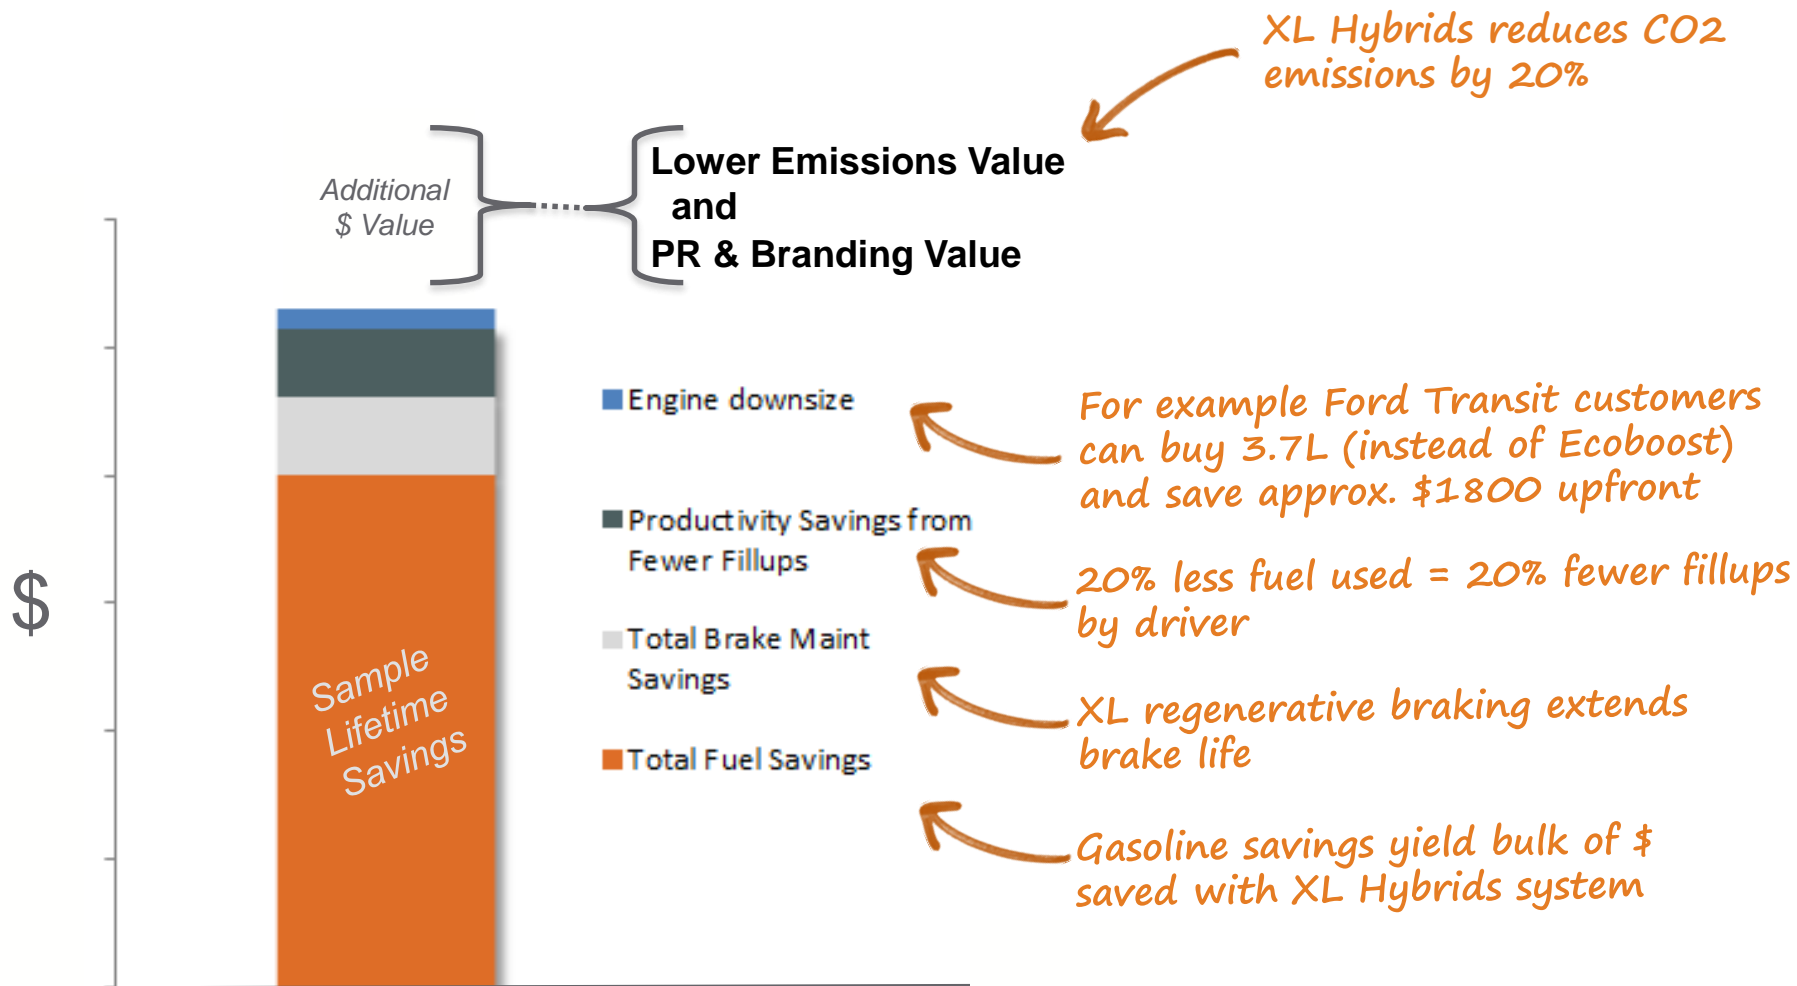 XL Hybrids reduces CO2
emissions by 20%
Additional
$ Value
Lower Emissions Value
and
PR & Branding Value
$
Sample
Lifetime
Savings
Engine downsize
For example Ford Transit customers
can buy 3.7L (instead of Ecoboost)
and save approx. $1800 upfront
Productivity Savings from
Fewer Fillups
20% less fuel used = 20% fewer fillups
by driver
Total Brake Maint
Savings
XL regenerative braking extends
brake life
Total Fuel Savings
Gasoline savings yield bulk of $
saved with XL Hybrids system